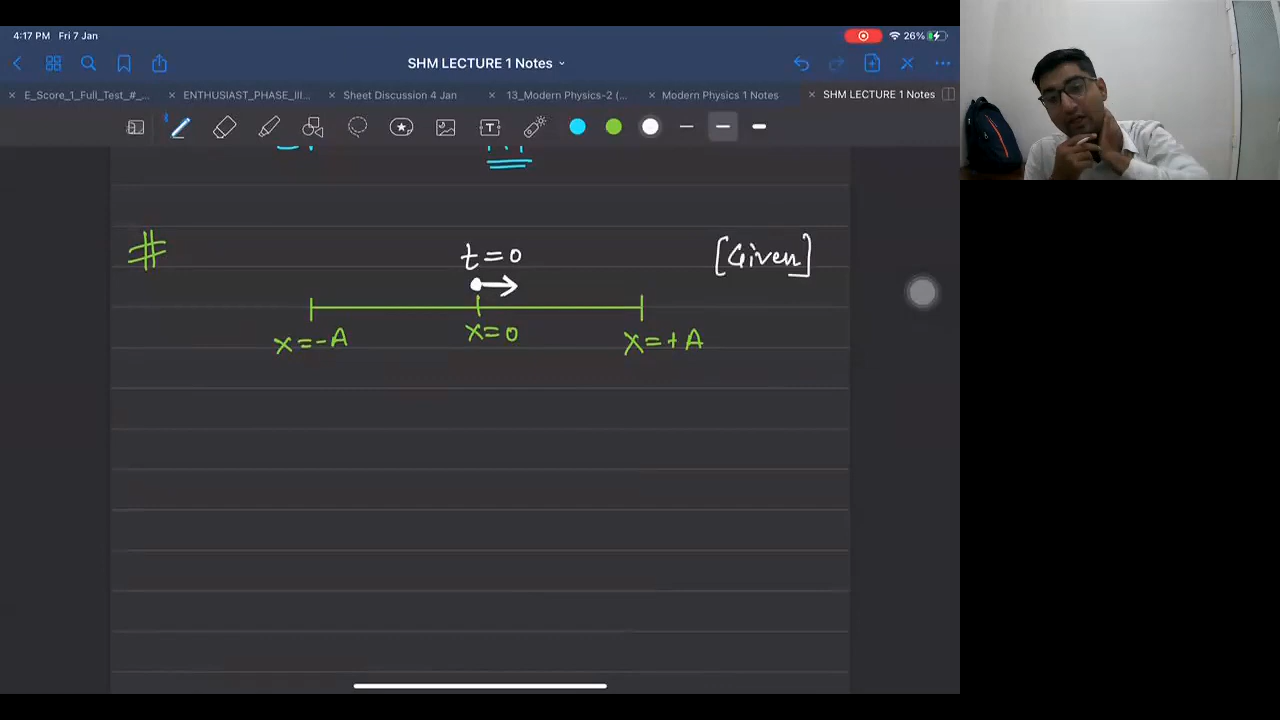 4:17 PM Fri 7 Jan
26%
SHM LECTURE 1 Notes
E_Score_1_Full_Test_#_...
ENTHUSIAST_PHASE_III...
Sheet Discussion 4 Jan
13_Modern Physics-2 (...
Modern Physics 1 Notes
SHM LECTURE 1 Notes
#
t=0
[Given]
x=-A
x=0
x=+A